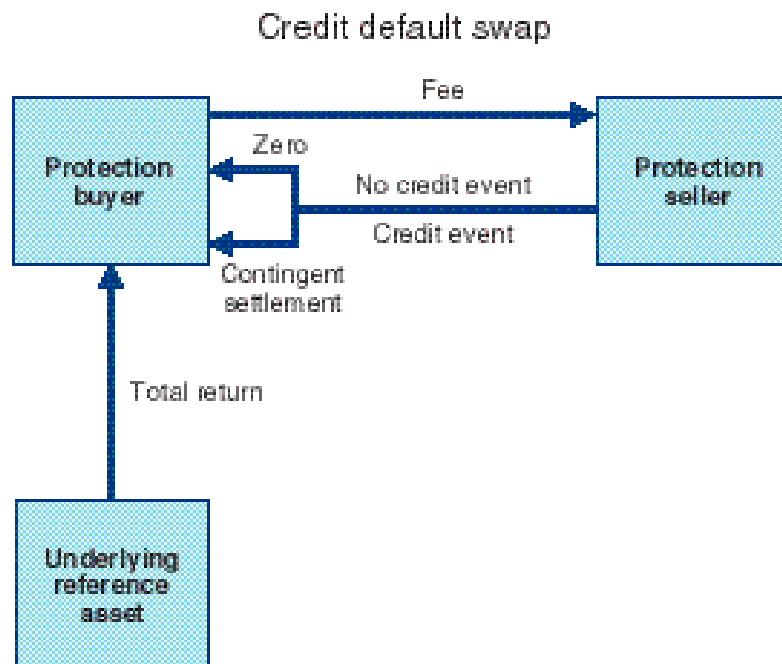 Credit default swap
Fee
Protection
buyer
Zero
No credit event
Credit event
Protection
seller
Contingent
settlement
Total return
Underlying
reference
asset